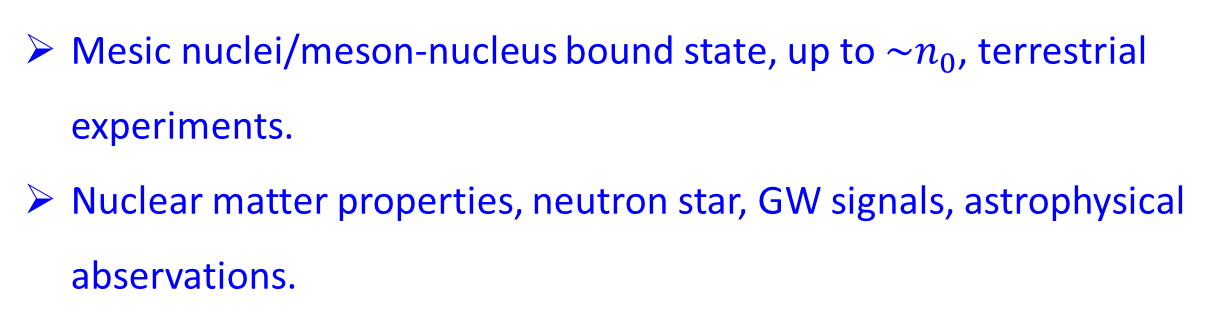 ➢ Mesic nuclei/meson-nucleus bound state, up to ~n₀, terrestrial
experiments.
➢ Nuclear matter properties, neutron star, GW signals, astrophysical
abservations.